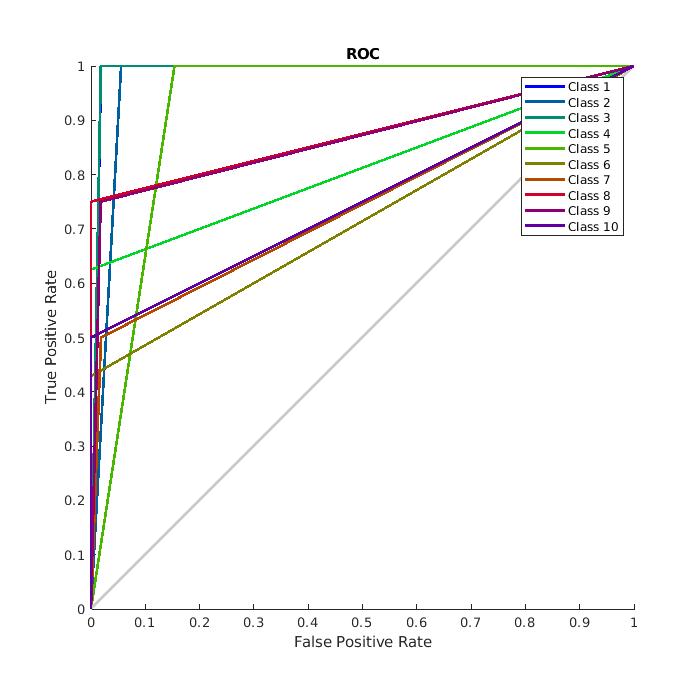 ROC
1
0.9
0.8
0.7
0.6
0.5
0.4
0.3
0.2
0.1
0
True Positive Rate
Class 1
Class 2
Class 3
Class 4
Class 5
Class 6
Class 7
Class 8
Class 9
Class 10
0 0.1 0.2 0.3 0.4 0.5 0.6 0.7 0.8 0.9 1
False Positive Rate